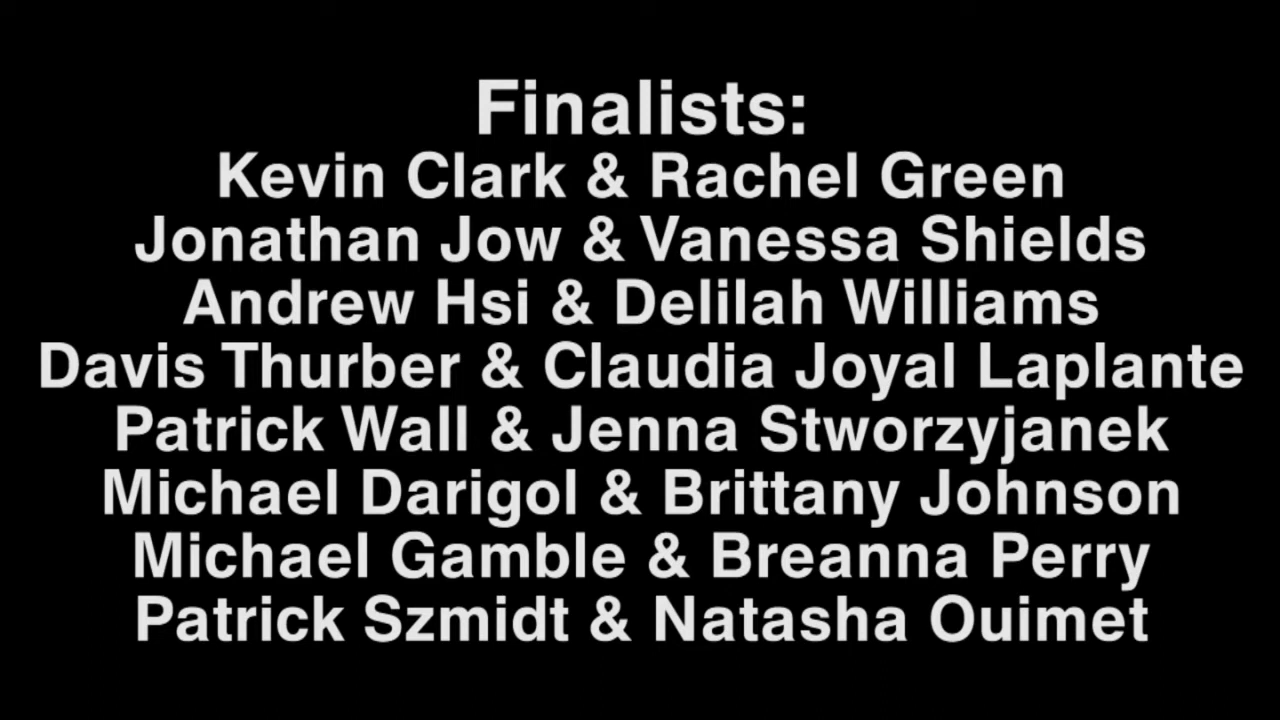 Finalists:
Kevin Clark & Rachel Green
Jonathan Jow & Vanessa Shields
Andrew Hsi & Delilah Williams
Davis Thurber & Claudia Joyal Laplante
Patrick Wall & Jenna Stworzyjanek
Michael Darigol & Brittany Johnson
Michael Gamble & Breanna Perry
Patrick Szmidt & Natasha Ouimet